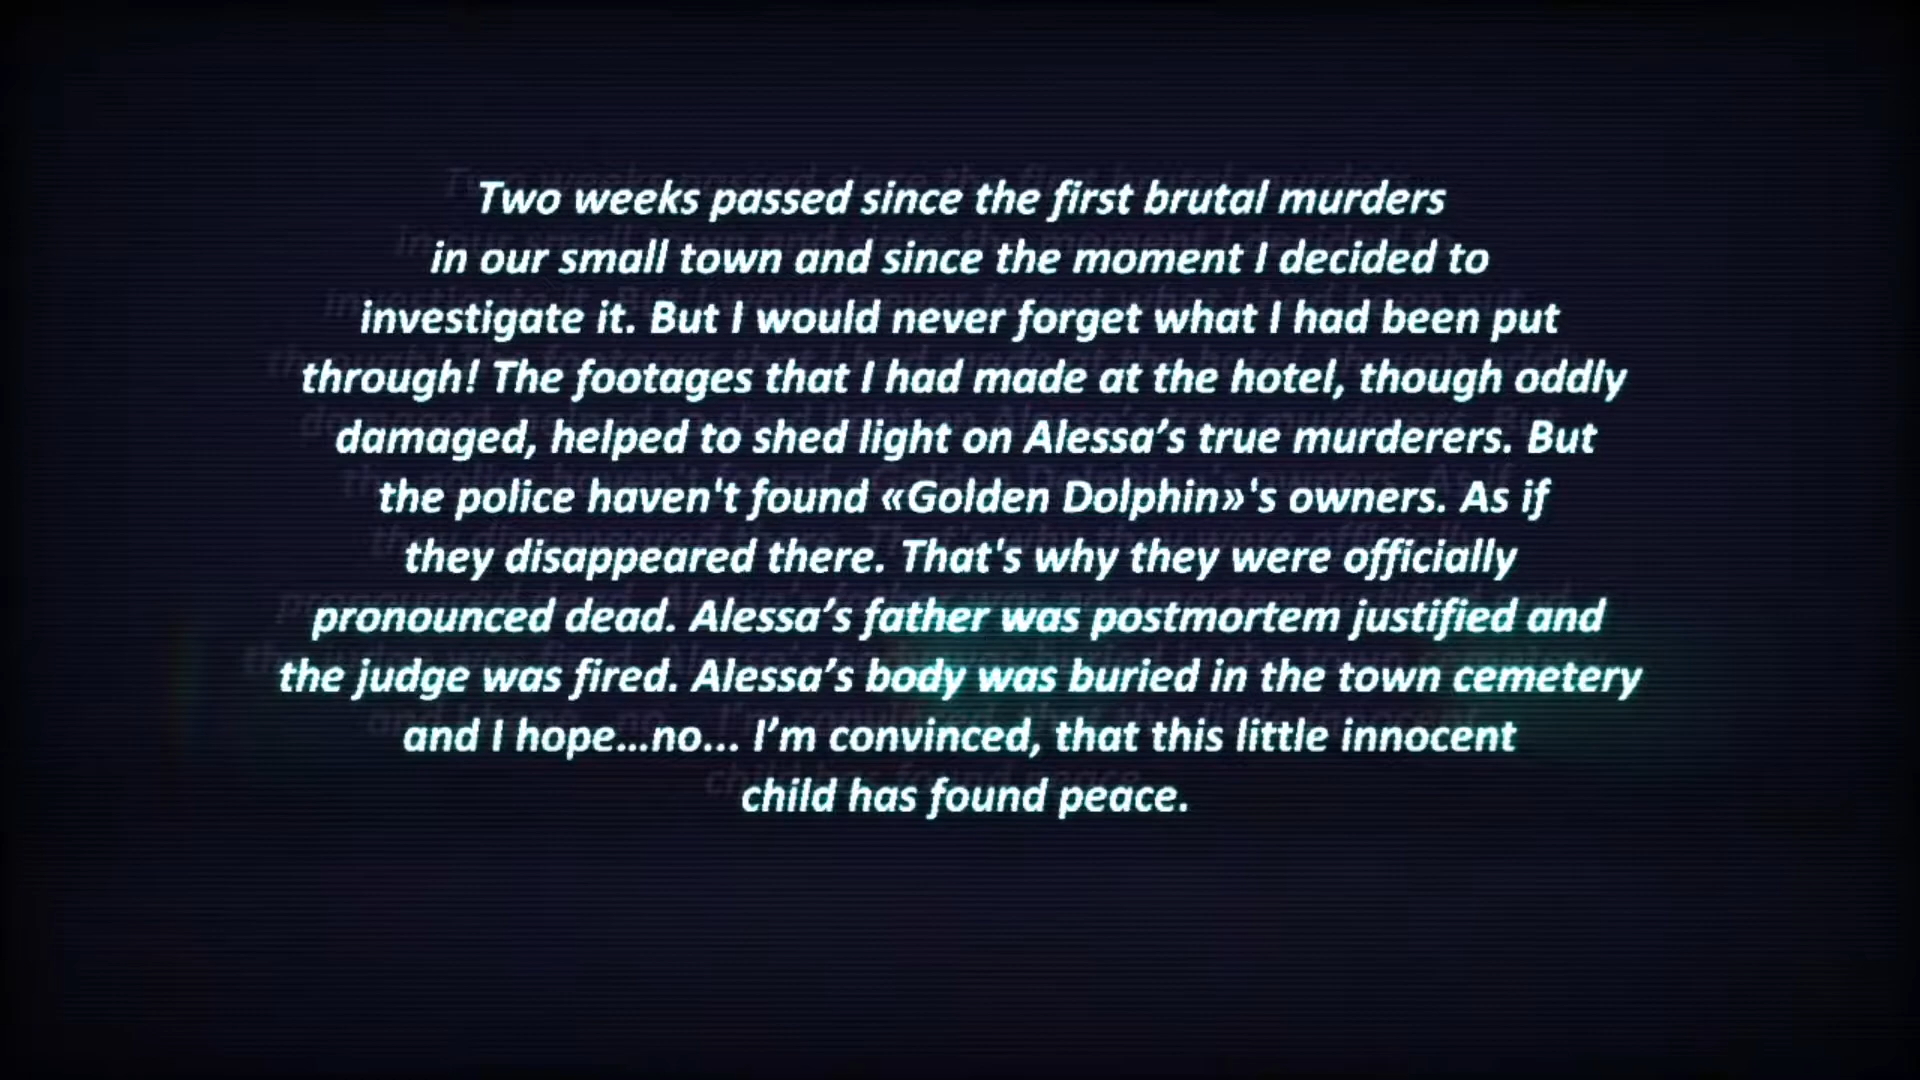 Two weeks passed since the first brutal murders
in our small town and since the moment I decided to
investigate it. But I would never forget what I had been put
through! The footages that I had made at the hotel, though oddly
damaged, helped to shed light on Alessa’s true murderers. But
the police haven't found «Golden Dolphin»'s owners. As if
they disappeared there. That's why they were officially
pronounced dead. Alessa’s father was postmortem justified and
the judge was fired. Alessa’s body was buried in the town cemetery
and I hope...no... I’m convinced, that this little innocent
child has found peace.